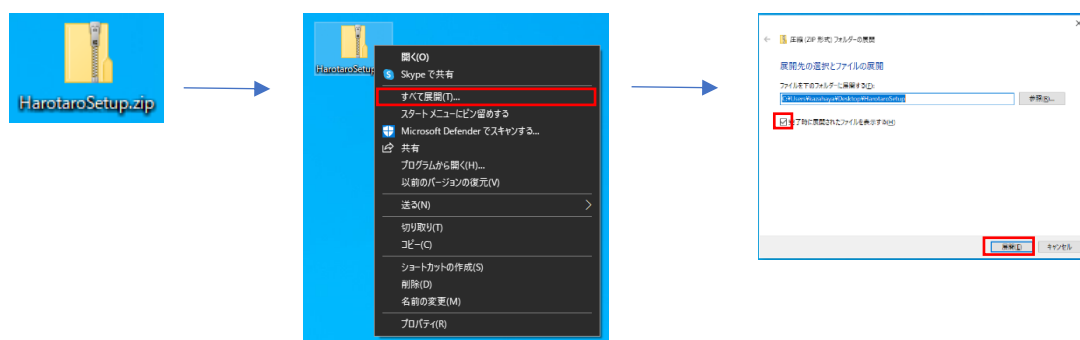 HarotaroSetup.zip
HarotaroSetup
開く(O)
Skype で共有
すべて展開(T)...
スタート メニューにピン留めする
Microsoft Defender でスキャンする...
共有
プログラムから開く(H)...
以前のバージョンの復元(V)
送る(N)
切り取り(T)
コピー(C)
ショートカットの作成(S)
削除(D)
名前の変更(M)
プロパティ(R)
圧縮 (ZIP 形式) フォルダーの展開
展開先の選択とファイルの展開
ファイルを下のフォルダーに展開する(F):
参照(R)...
完了時に展開されたファイルを表示する(H)
展開(E)
キャンセル